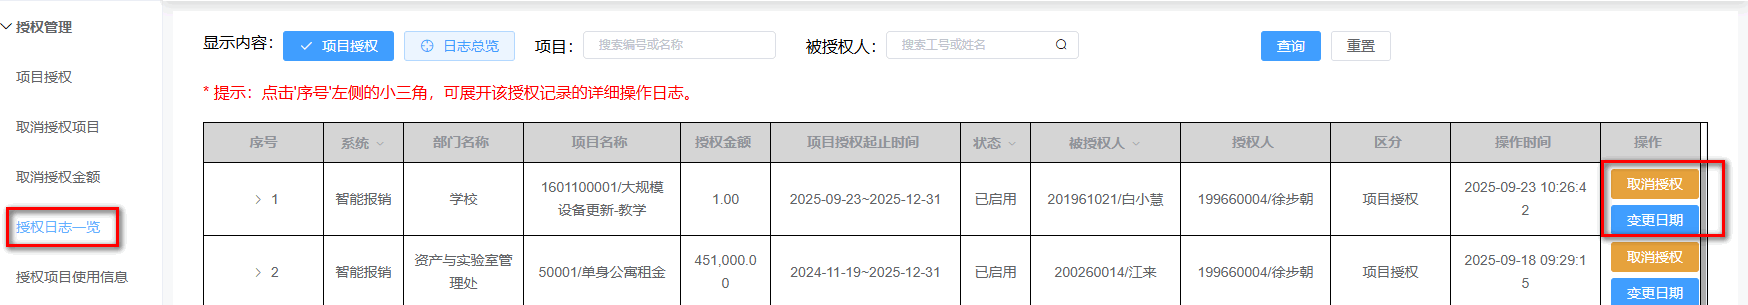 授权管理
项目授权
取消授权项目
取消授权金额
授权日志一览
授权项目使用信息
显示内容： 项目授权 日志总览 项目： 搜索编号或名称 被授权人： 搜索工号或姓名 查询 重置
* 提示：点击'序号'左侧的小三角，可展开该授权记录的详细操作日志。
序号 系统 部门名称 项目名称 授权金额 项目授权起止时间 状态 被授权人 授权人 区分 操作时间 操作
1 智能报销 学校 1601100001/大规模 1.00 2025-09-23~2025-12-31 已启用 201961021/白小慧 199660004/徐步朝 项目授权 2025-09-23 10:26:4 取消授权
设备更新-教学 2 变更日期
2 智能报销 资产与实验室管 50001/单身公寓租金 451,000.0 2024-11-19~2025-12-31 已启用 200260014/江来 199660004/徐步朝 项目授权 2025-09-18 09:29:1 取消授权
理处 0 5 变更日期